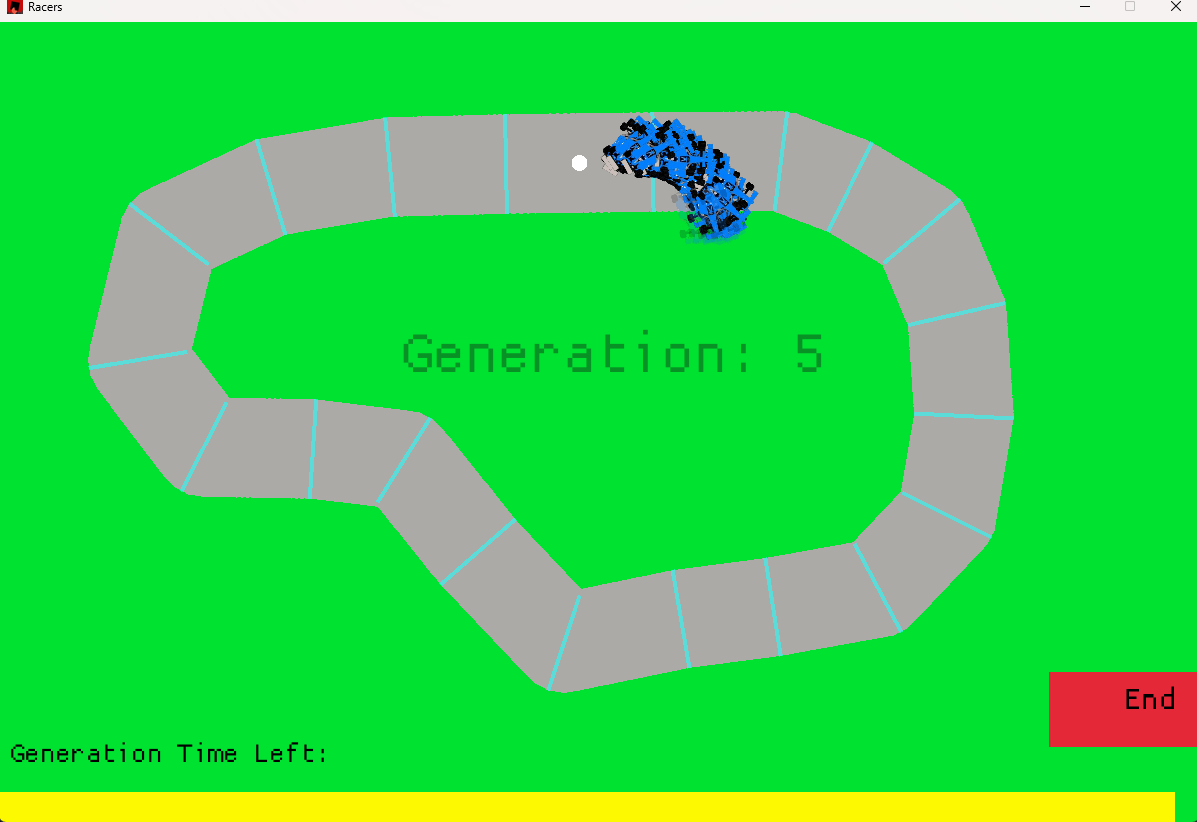 Racers
Generation: 5
End
Generation Time Left: